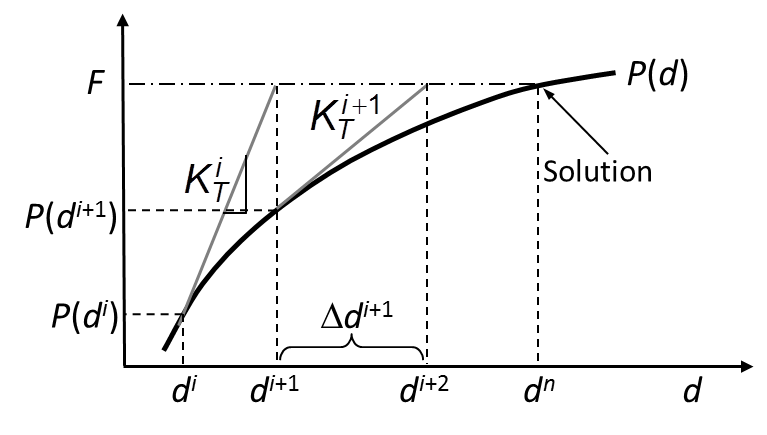 F
P(d)
K_T^{i+1}
K_T^i
Solution
P(d^{i+1})
P(d^i)
Δd^{i+1}
d^i d^{i+1} d^{i+2} d^n d